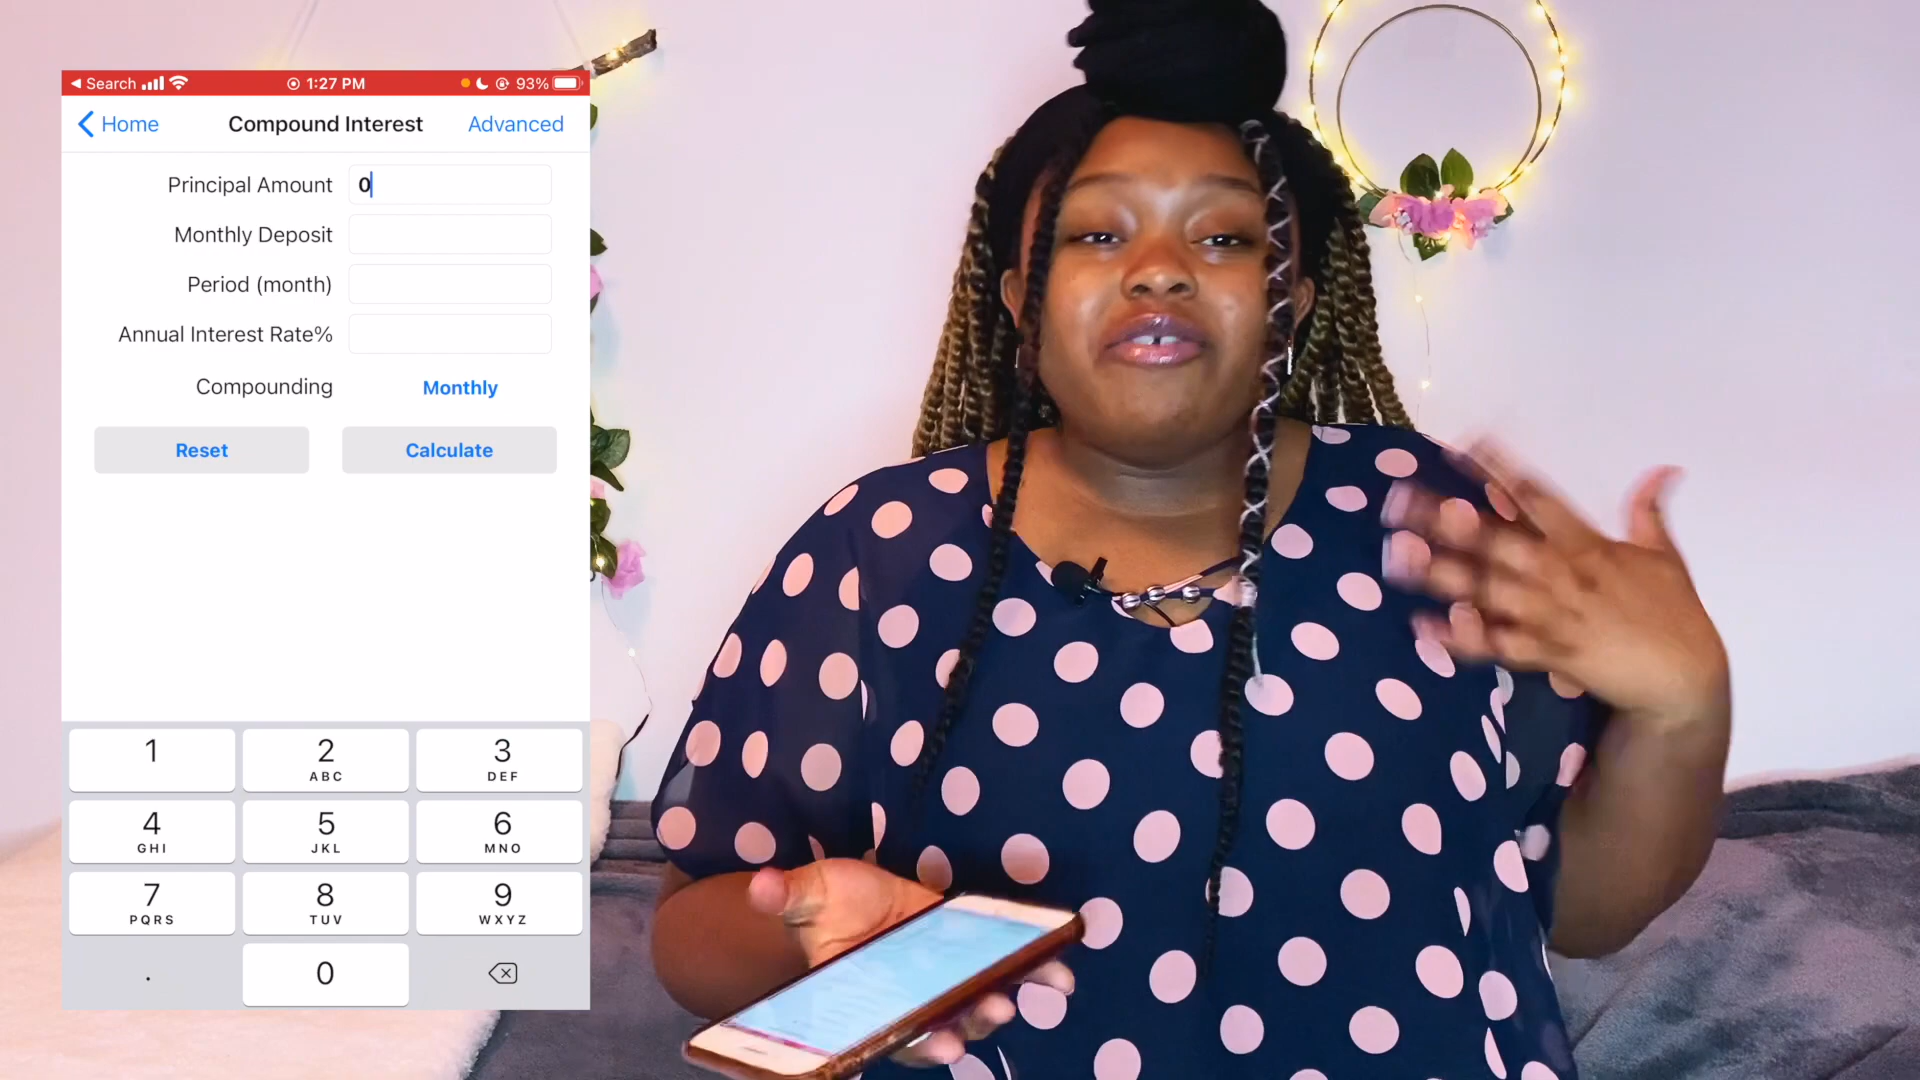 Search 1:27 PM 93%
Home Compound Interest Advanced
Principal Amount 0
Monthly Deposit
Period (month)
Annual Interest Rate%
Compounding Monthly
Reset Calculate
1 2 3
ABC DEF
4 5 6
GHI JKL MNO
7 8 9
PQRS TUV WXYZ
. 0